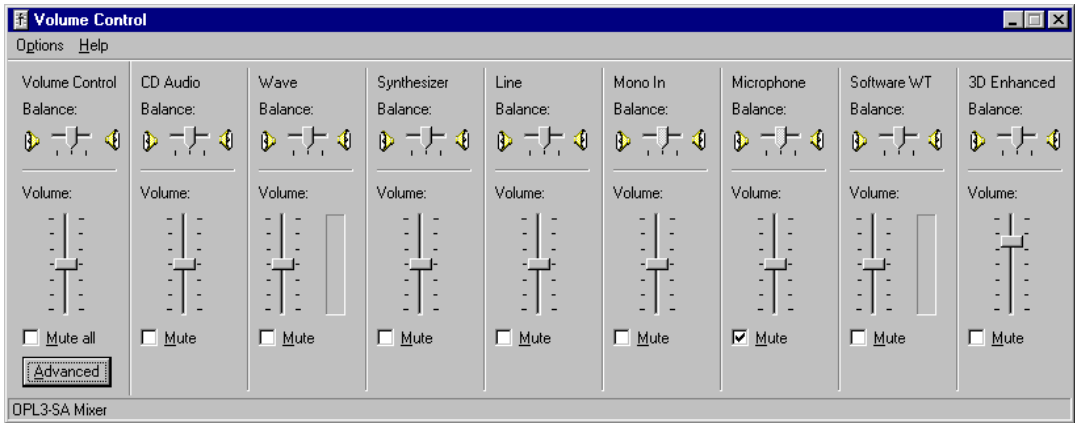 Volume Control
Options Help
Volume Control CD Audio Wave Synthesizer Line Mono In Microphone Software WT 3D Enhanced
Balance: Balance: Balance: Balance: Balance: Balance: Balance: Balance: Balance:
Volume: Volume: Volume: Volume: Volume: Volume: Volume: Volume: Volume:
Mute all Mute Mute Mute Mute Mute Mute Mute
Advanced
OPL3-SA Mixer